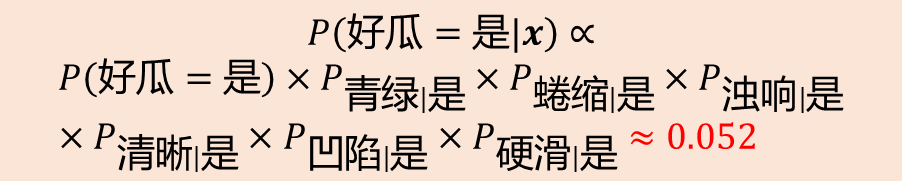 P(好瓜 = 是|x) ∝
P(好瓜 = 是) × P青绿|是 × P蜷缩|是 × P浊响|是
× P清晰|是 × P凹陷|是 × P硬滑|是 ≈ 0.052